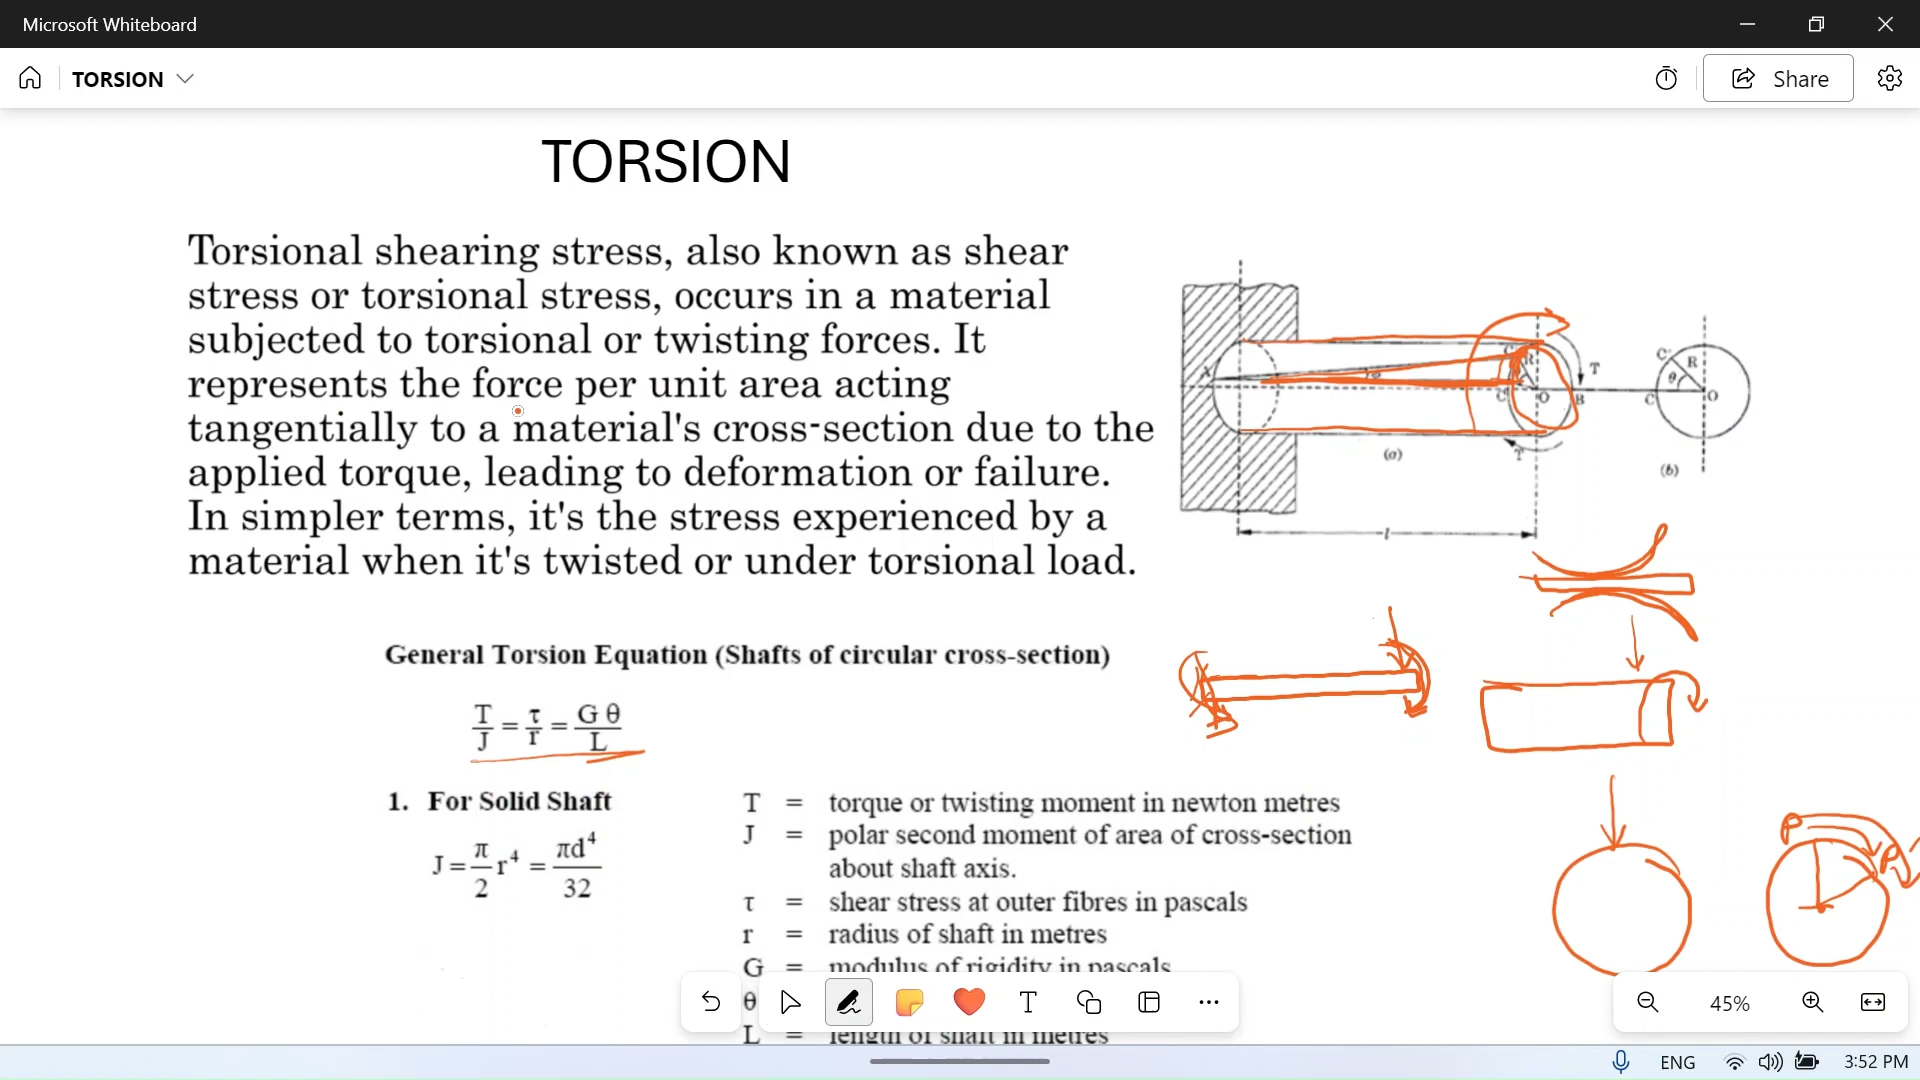 Microsoft Whiteboard
TORSION
Share
TORSION
Torsional shearing stress, also known as shear
stress or torsional stress, occurs in a material
subjected to torsional or twisting forces. It
represents the force per unit area acting
tangentially to a material's cross-section due to the
applied torque, leading to deformation or failure.
In simpler terms, it's the stress experienced by a
material when it's twisted or under torsional load.
A
C'
R
O
B
C
T
T
(a)
l
C'
R
θ
C
O
(b)
General Torsion Equation (Shafts of circular cross-section)
T/J = τ/r = Gθ/L
1. For Solid Shaft
J = π/2 r⁴ = πd⁴/32
T = torque or twisting moment in newton metres
J = polar second moment of area of cross-section
about shaft axis.
τ = shear stress at outer fibres in pascals
r = radius of shaft in metres
G = modulus of rigidity in pascals
θ
L = length of shaft in metres
P
P'
T
45%
ENG
3:52 PM